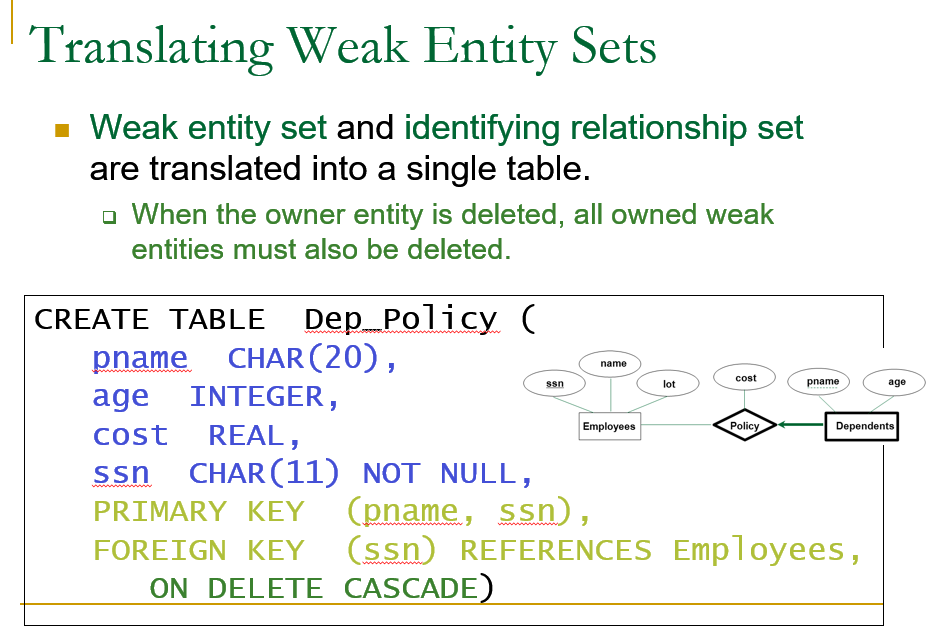 Translating Weak Entity Sets
Weak entity set and identifying relationship set
are translated into a single table.
When the owner entity is deleted, all owned weak
entities must also be deleted.
CREATE TABLE Dep_Policy (
pname CHAR(20),
age INTEGER,
cost REAL,
ssn CHAR(11) NOT NULL,
PRIMARY KEY (pname, ssn),
FOREIGN KEY (ssn) REFERENCES Employees,
ON DELETE CASCADE)
name
ssn
lot
Employees
cost
Policy
pname
age
Dependents